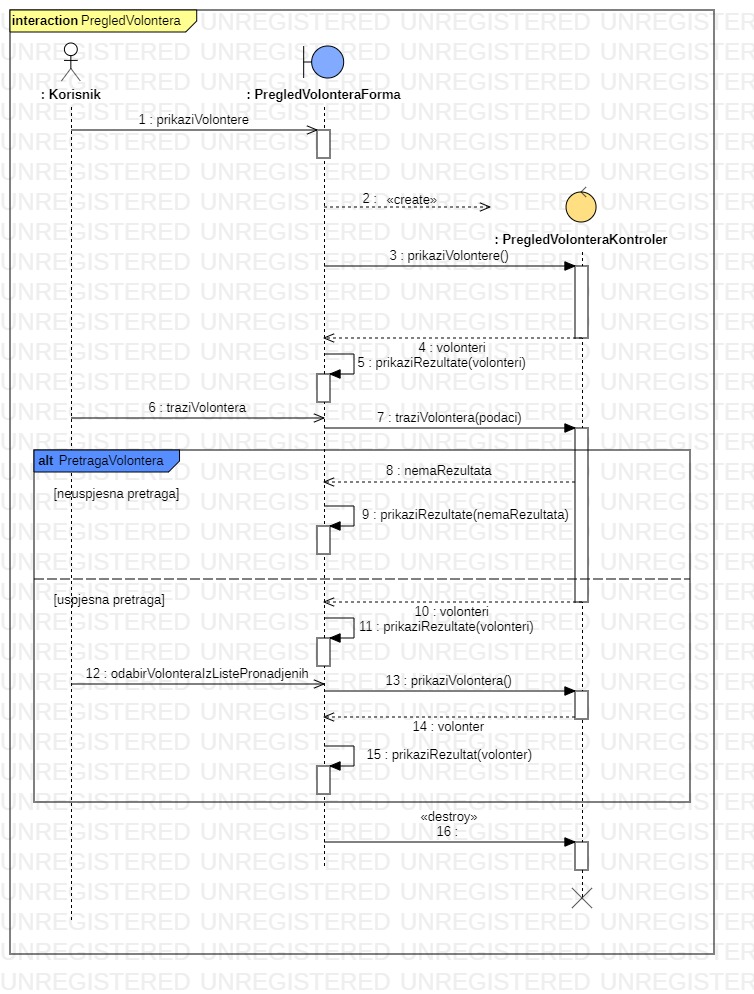 interaction PregledVolontera
: Korisnik
: PregledVolonteraForma
1 : prikaziVolontere
2 : «create»
: PregledVolonteraKontroler
3 : prikaziVolontere()
4 : volonteri
5 : prikaziRezultate(volonteri)
6 : traziVolontera
7 : traziVolontera(podaci)
alt PretragaVolontera
8 : nemaRezultata
[neuspjesna pretraga]
9 : prikaziRezultate(nemaRezultata)
[uspjesna pretraga]
10 : volonteri
11 : prikaziRezultate(volonteri)
12 : odabirVolonteraIzListePronadjenih
13 : prikaziVolontera()
14 : volonter
15 : prikaziRezultat(volonter)
«destroy»
16 :
UNREGISTERED UNREGISTERED UNREGISTERED UNREGISTERED